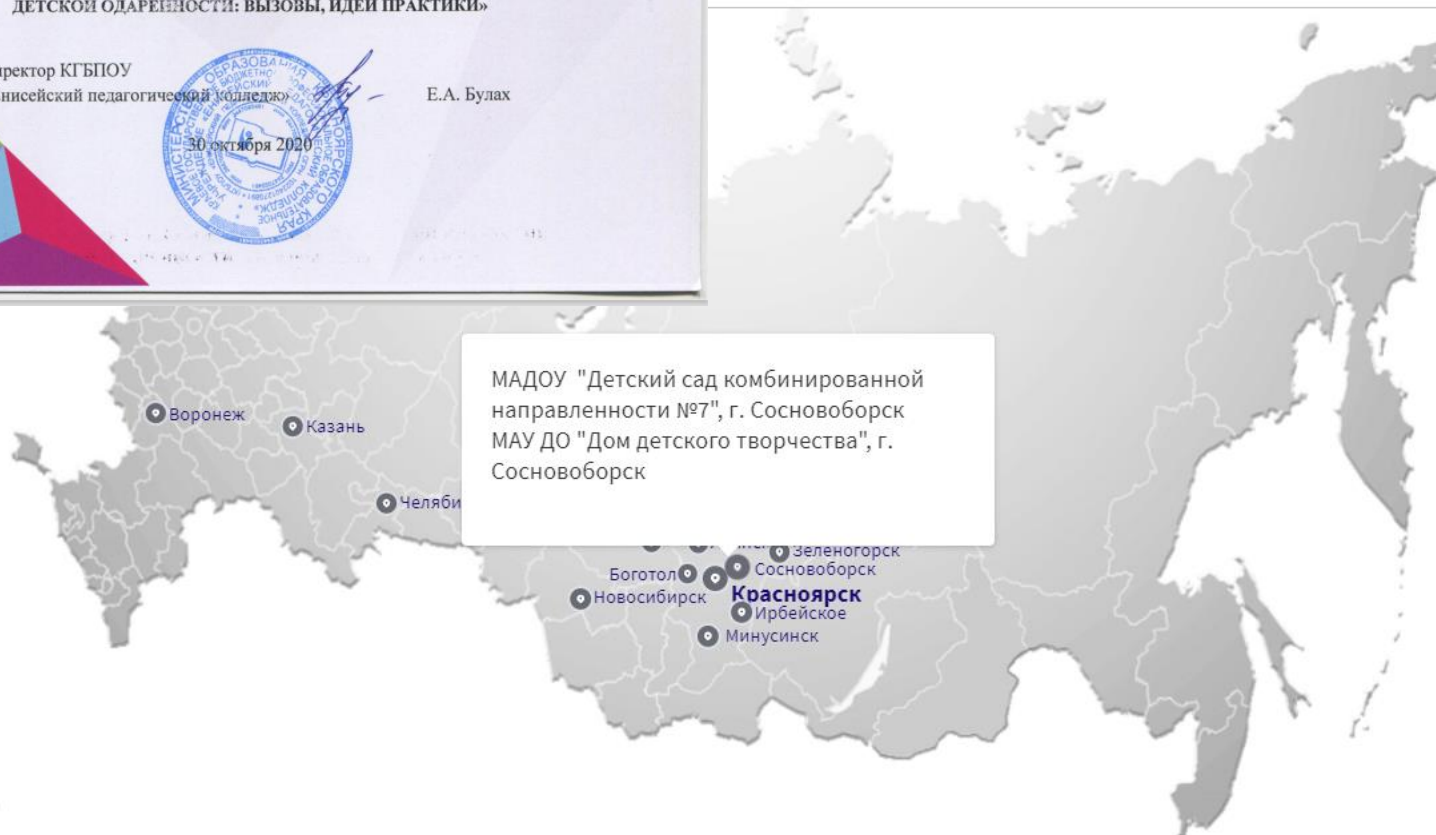 ДЕТСКОЙ ОДАРЕННОСТИ: ВЫЗОВЫ, ИДЕИ ПРАКТИКИ»
иректор КГБПОУ
нисейский педагогический колледж»
Е.А. Булах
30 октября 2020
МАДОУ "Детский сад комбинированной
направленности №7", г. Сосновоборск
МАУ ДО "Дом детского творчества", г.
Сосновоборск
Воронеж
Казань
Челяби
Зеленогорск
Сосновоборск
Боготол
Красноярск
Новосибирск
Ирбейское
Минусинск